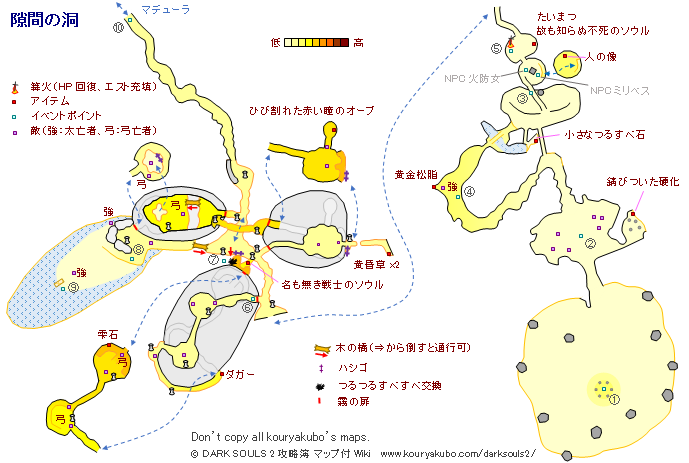 隙間の洞
⑩
マデューラ
低
高
篝火(HP回復、エスト充填)
アイテム
イベントポイント
敵(強:太亡者、弓:弓亡者)
たいまつ
故も知らぬ不死のソウル
⑤
人の像
NPC火防女
NPCミリベス
③
ひび割れた赤い瞳のオーブ
小さなつるすべ石
弓
弓
黄金松脂
強
④
錆びついた硬化
強
⑧
②
⑦
黄昏草×2
強
⑨
名も無き戦士のソウル
⑥
雫石
弓
ダガー
弓
木の橋(⇒から倒すと通行可)
ハシゴ
つるつるすべすべ交換
霧の扉
①
Don't copy all kouryakubo's maps.
© DARK SOULS 2 攻略簿 マップ付 Wiki www.kouryakubo.com/darksouls2/